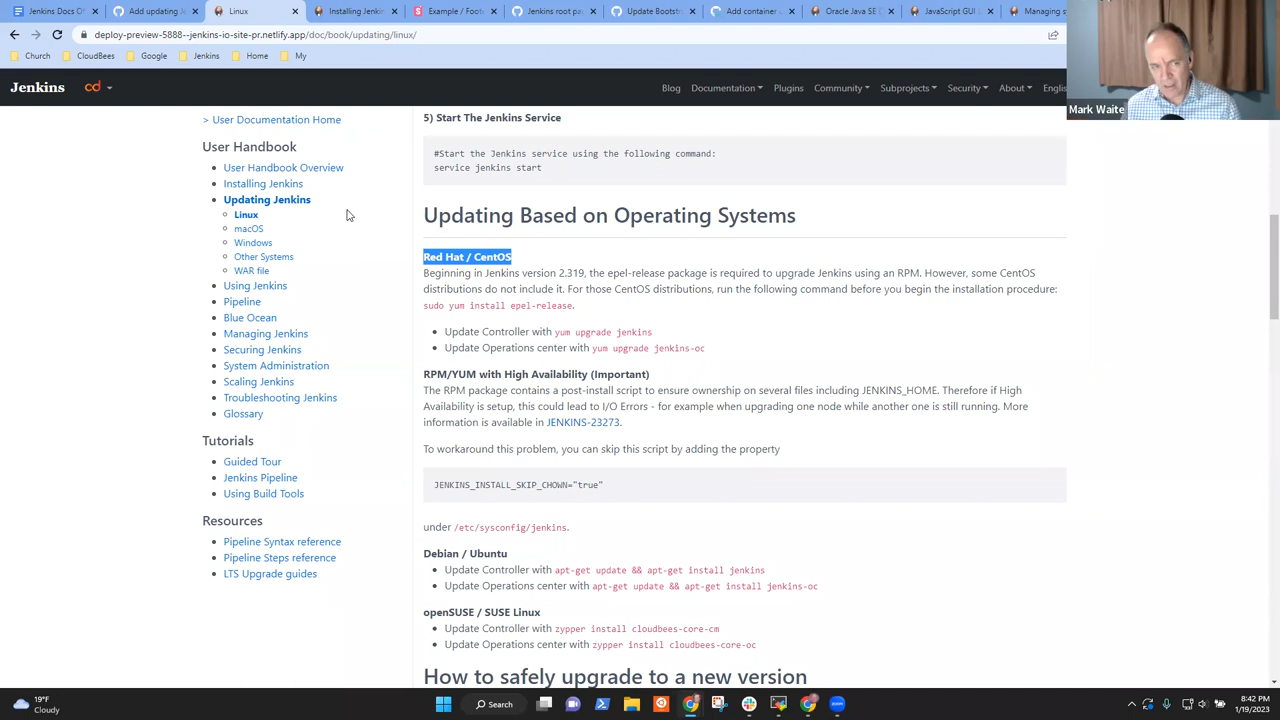 Jenkins Docs O
Add updating Je
Linux
Installing Jenkins
Example / Foote
Jenkins root pa
Update Bootstr
Add container
Oracle Java SE
JavaScript GUI
Managing s
deploy-preview-5888--jenkins-io-site-pr.netlify.app/doc/book/updating/linux/
Church
CloudBees
Google
Jenkins
Home
My
Jenkins
cd
Blog
Documentation
Plugins
Community
Subprojects
Security
About
Englis
Mark Waite
> User Documentation Home
User Handbook
User Handbook Overview
Installing Jenkins
Updating Jenkins
Linux
macOS
Windows
Other Systems
WAR file
Using Jenkins
Pipeline
Blue Ocean
Managing Jenkins
Securing Jenkins
System Administration
Scaling Jenkins
Troubleshooting Jenkins
Glossary
Tutorials
Guided Tour
Jenkins Pipeline
Using Build Tools
Resources
Pipeline Syntax reference
Pipeline Steps reference
LTS Upgrade guides
5) Start The Jenkins Service
#Start the Jenkins service using the following command:
service jenkins start
Updating Based on Operating Systems
Red Hat / CentOS
Beginning in Jenkins version 2.319, the epel-release package is required to upgrade Jenkins using an RPM. However, some CentOS
distributions do not include it. For those CentOS distributions, run the following command before you begin the installation procedure:
sudo yum install epel-release.
Update Controller with yum upgrade jenkins
Update Operations center with yum upgrade jenkins-oc
RPM/YUM with High Availability (Important)
The RPM package contains a post-install script to ensure ownership on several files including JENKINS_HOME. Therefore if High
Availability is setup, this could lead to I/O Errors - for example when upgrading one node while another one is still running. More
information is available in JENKINS-23273.
To workaround this problem, you can skip this script by adding the property
JENKINS_INSTALL_SKIP_CHOWN="true"
under /etc/sysconfig/jenkins.
Debian / Ubuntu
Update Controller with apt-get update && apt-get install jenkins
Update Operations center with apt-get update && apt-get install jenkins-oc
openSUSE / SUSE Linux
Update Controller with zypper install cloudbees-core-cm
Update Operations center with zypper install cloudbees-core-oc
How to safely upgrade to a new version
19°F
Cloudy
Search
8:42 PM
1/19/2023